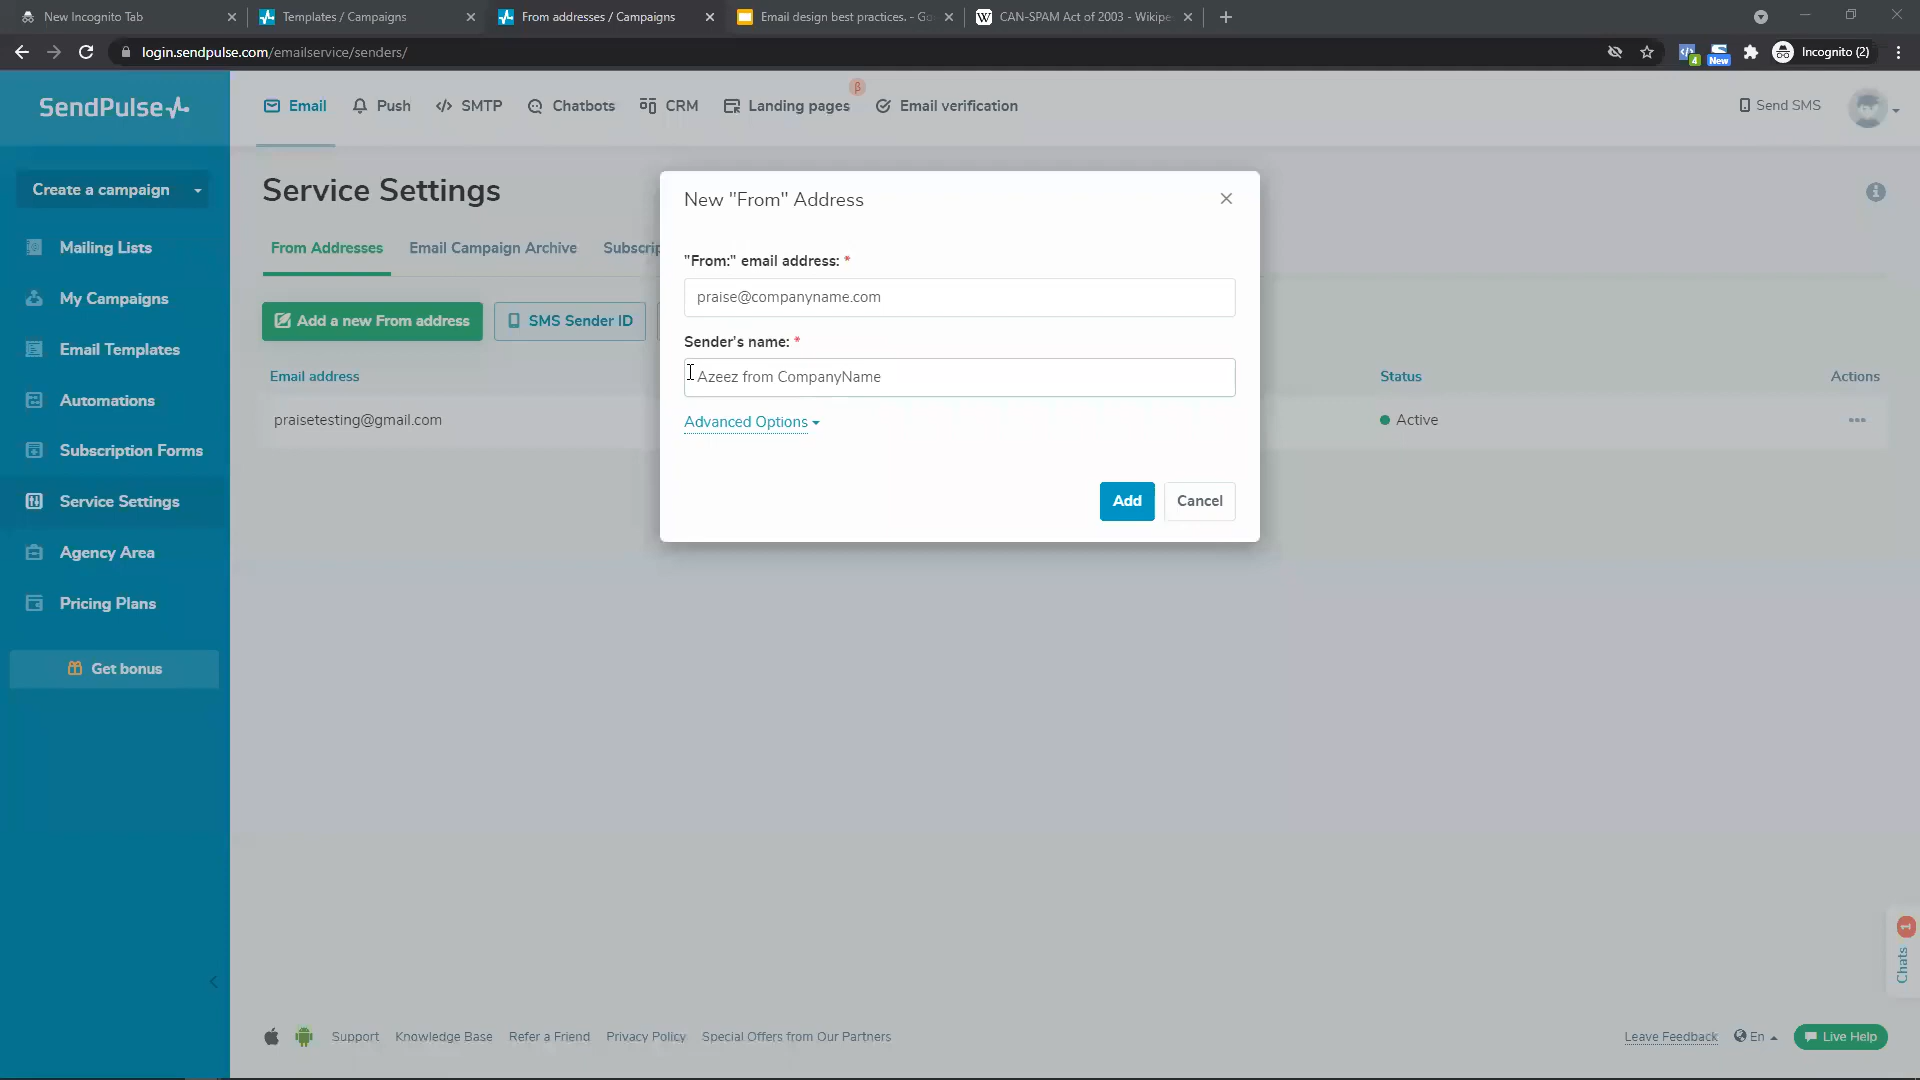 New Incognito Tab
Templates / Campaigns
From addresses / Campaigns
Email design best practices. - Go
CAN-SPAM Act of 2003 - Wikipe
login.sendpulse.com/emailservice/senders/
4
New
Incognito (2)
SendPulse
Email
Push
SMTP
Chatbots
CRM
Landing pages
β
Email verification
Send SMS
Create a campaign
Mailing Lists
My Campaigns
Email Templates
Automations
Subscription Forms
Service Settings
Agency Area
Pricing Plans
Get bonus
Service Settings
From Addresses
Email Campaign Archive
Subscrip
Add a new From address
SMS Sender ID
Email address
Status
Actions
praisetesting@gmail.com
Active
New "From" Address
"From:" email address: *
praise@companyname.com
Sender's name: *
Azeez from CompanyName
Advanced Options
Add
Cancel
Chats
1
Support
Knowledge Base
Refer a Friend
Privacy Policy
Special Offers from Our Partners
Leave Feedback
En
Live Help